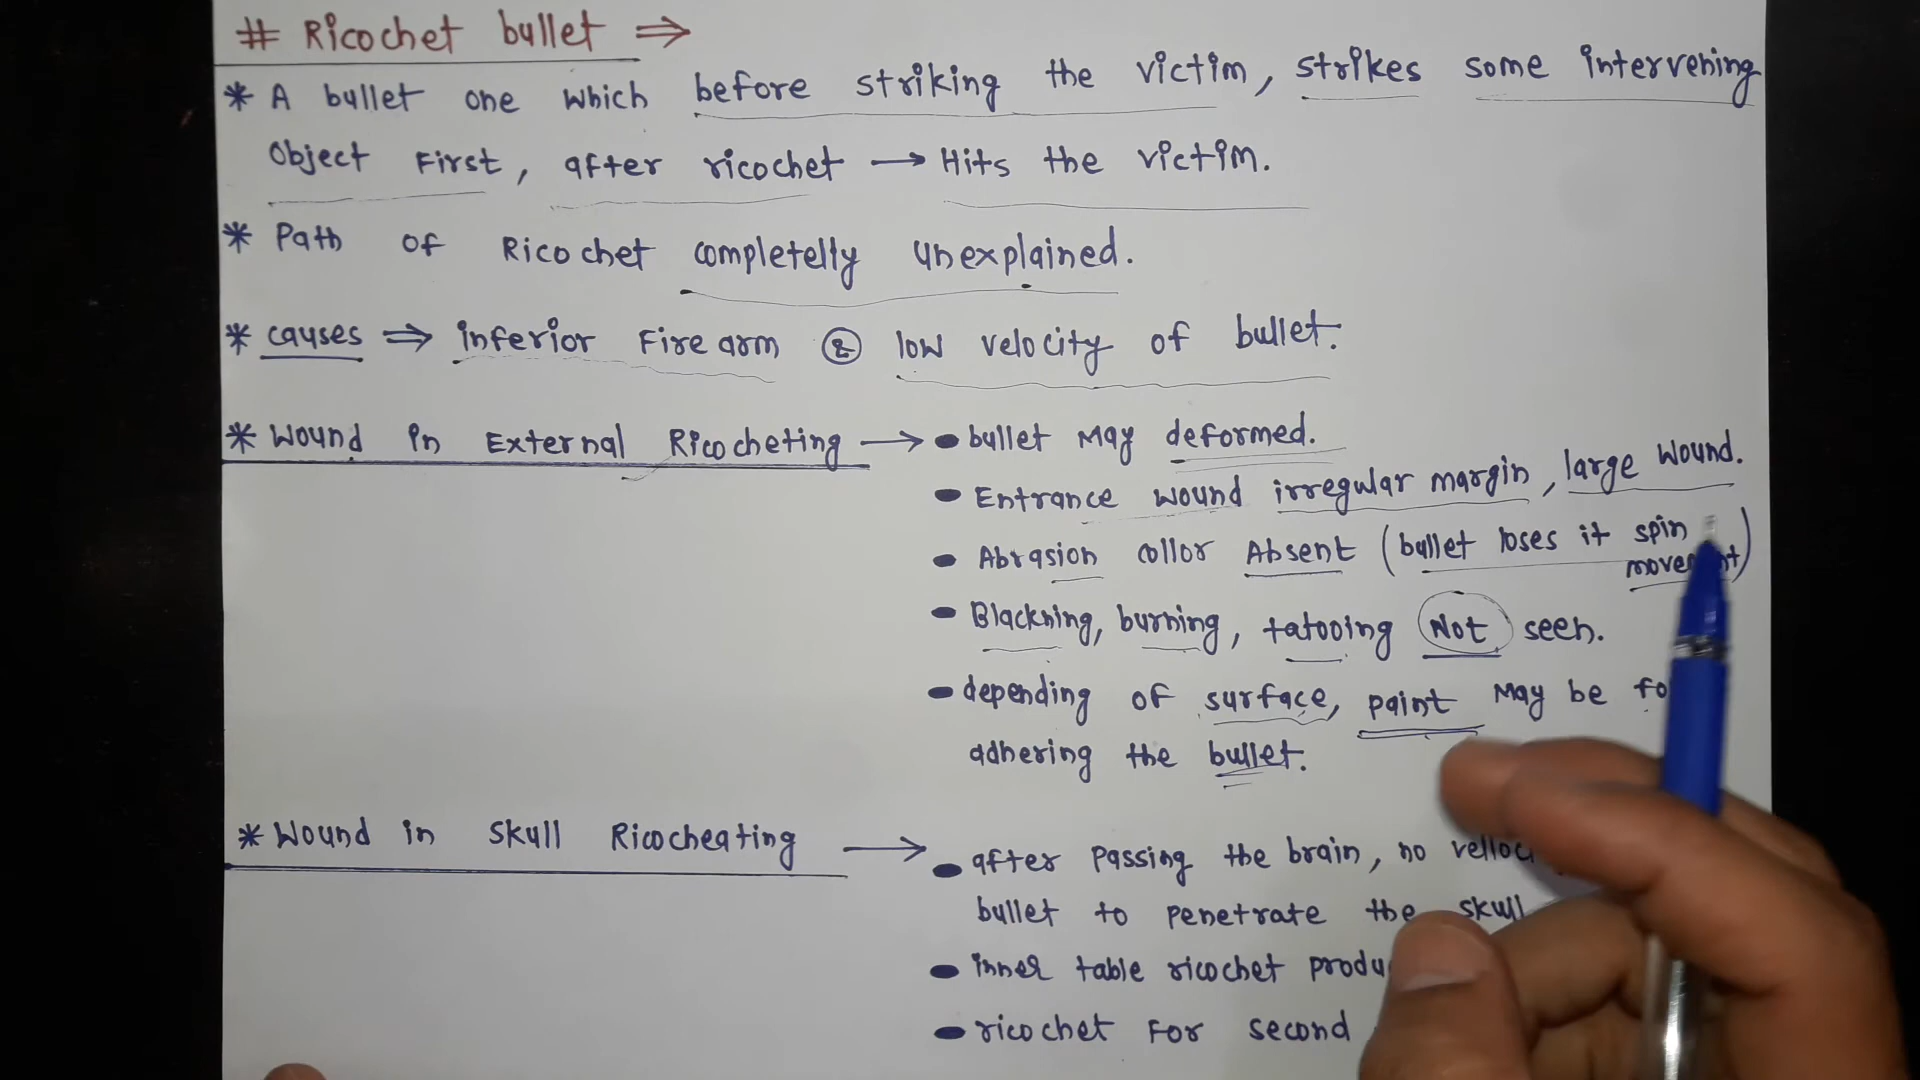 # Ricochet bullet ⇒
* A bullet one which before striking the victim, strikes some intervening
object first, after ricochet → Hits the victim.
* Path of Ricochet completelly unexplained.
* causes ⇒ inferior Fire arm & low velocity of bullet.
* Wound in External Ricocheting → • bullet May deformed.
• Entrance wound irregular margin, large wound.
• Abrasion collor Absent (bullet loses it spin
movement)
• Blackning, burning, tatooing Not seen.
• depending of surface, paint May be
adhering the bullet.
* Wound in Skull Ricocheating → • after passing the brain, no
bullet to penetrate the skull
• inner table ricochet
• ricochet For second